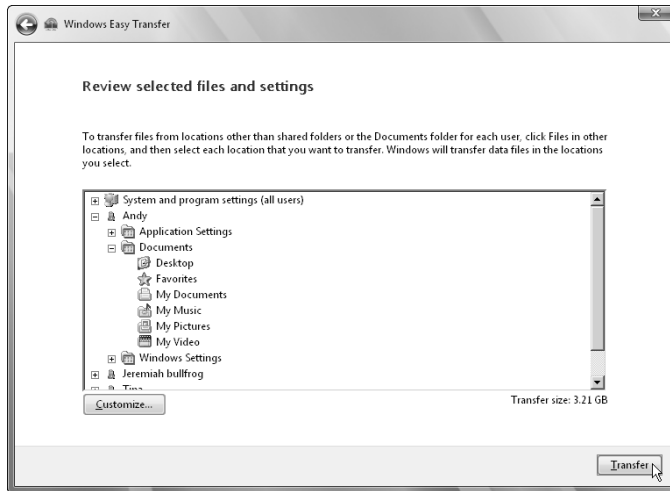 Windows Easy Transfer
Review selected files and settings
To transfer files from locations other than shared folders or the Documents folder for each user, click Files in other
locations, and then select each location that you want to transfer. Windows will transfer data files in the locations
you select.
System and program settings (all users)
Andy
Application Settings
Documents
Desktop
Favorites
My Documents
My Music
My Pictures
My Video
Windows Settings
Jeremiah bullfrog
Tina
Customize...
Transfer size: 3.21 GB
Transfer